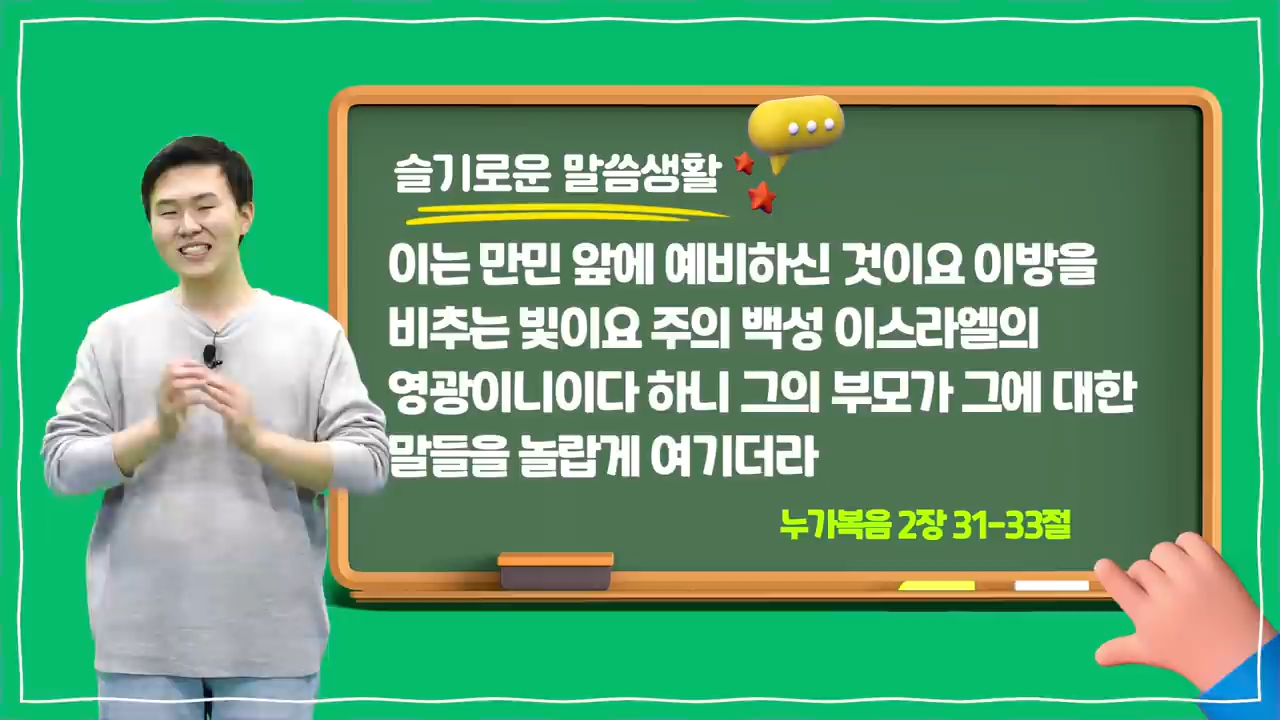 슬기로운 말씀생활
이는 만민 앞에 예비하신 것이요 이방을
비추는 빛이요 주의 백성 이스라엘의
영광이니이다 하니 그의 부모가 그에 대한
말들을 놀랍게 여기더라
누가복음 2장 31-33절